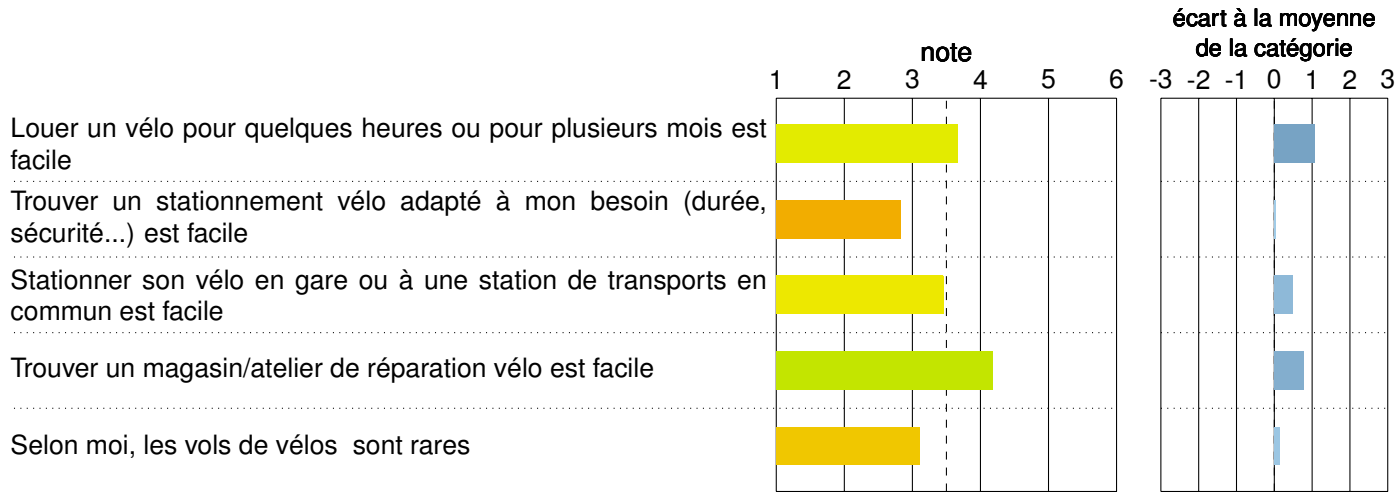 écart à la moyenne
de la catégorie
note
1 2 3 4 5 6
-3 -2 -1 0 1 2 3
Louer un vélo pour quelques heures ou pour plusieurs mois est
facile
Trouver un stationnement vélo adapté à mon besoin (durée,
sécurité...) est facile
Stationner son vélo en gare ou à une station de transports en
commun est facile
Trouver un magasin/atelier de réparation vélo est facile
Selon moi, les vols de vélos sont rares